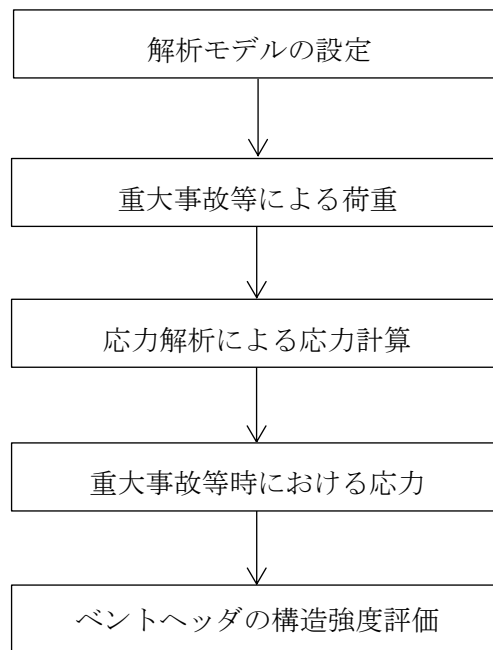 解析モデルの設定
重大事故等による荷重
応力解析による応力計算
重大事故等時における応力
ベントヘッダの構造強度評価